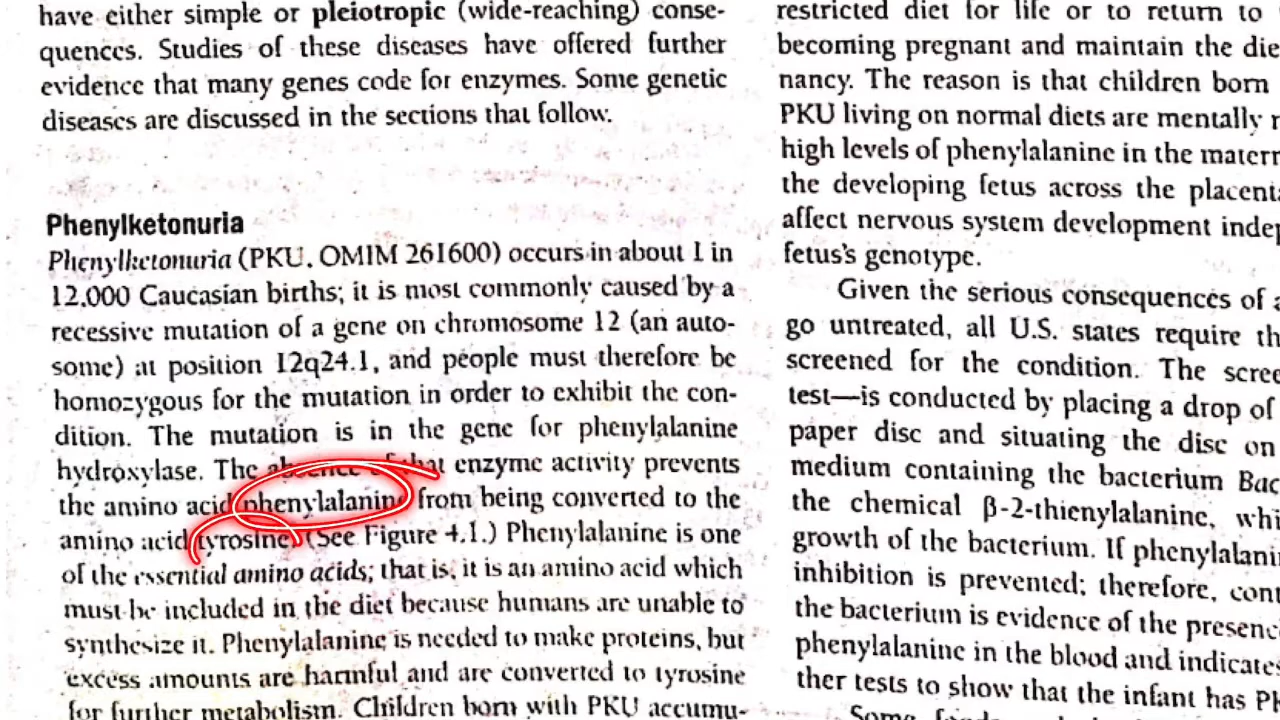 have either simple or pleiotropic (wide-reaching) conse-
quences. Studies of these diseases have offered further
evidence that many genes code for enzymes. Some genetic
diseases are discussed in the sections that follow.
Phenylketonuria
Phenylketonuria (PKU, OMIM 261600) occurs in about 1 in
12,000 Caucasian births; it is most commonly caused by a
recessive mutation of a gene on chromosome 12 (an auto-
some) at position 12q24.1, and people must therefore be
homozygous for the mutation in order to exhibit the con-
dition. The mutation is in the gene for phenylalanine
hydroxylase. The absence of that enzyme activity prevents
the amino acid phenylalanine from being converted to the
amino acid tyrosine. (See Figure 4.1.) Phenylalanine is one
of the essential amino acids; that is, it is an amino acid which
must be included in the diet because humans are unable to
synthesize it. Phenylalanine is needed to make proteins, but
excess amounts are harmful and are converted to tyrosine
for further metabolism. Children born with PKU accumu-
restricted diet for life or to return to
becoming pregnant and maintain the die
nancy. The reason is that children born
PKU living on normal diets are mentally
high levels of phenylalanine in the matern
the developing fetus across the placent
affect nervous system development indep
fetus's genotype.
Given the serious consequences of a
go untreated, all U.S. states require th
screened for the condition. The scree
test—is conducted by placing a drop of
paper disc and situating the disc on
medium containing the bacterium Bac
the chemical β-2-thienylalanine, whi
growth of the bacterium. If phenylalani
inhibition is prevented; therefore, cont
the bacterium is evidence of the presenc
phenylalanine in the blood and indicates
ther tests to show that the infant has PK